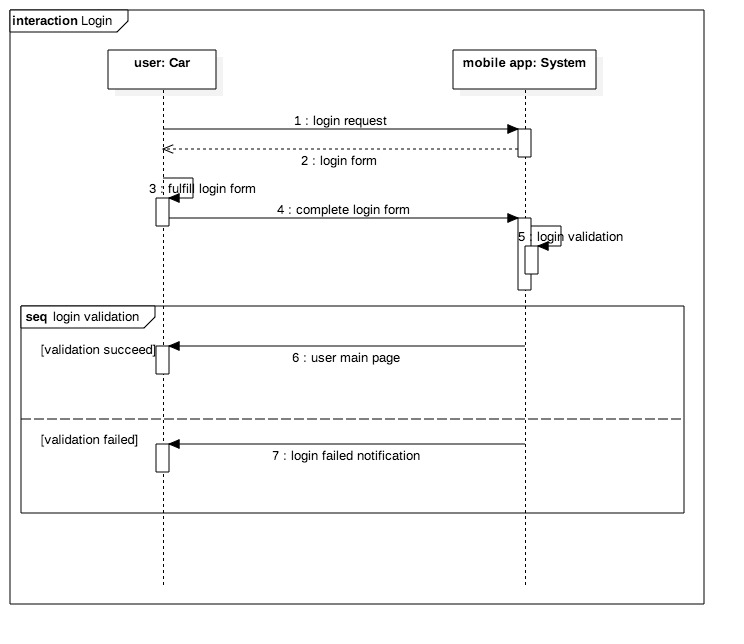 interaction Login
user: Car
mobile app: System
1 : login request
2 : login form
3 : fulfill login form
4 : complete login form
5 : login validation
seq login validation
[validation succeed]
6 : user main page
[validation failed]
7 : login failed notification